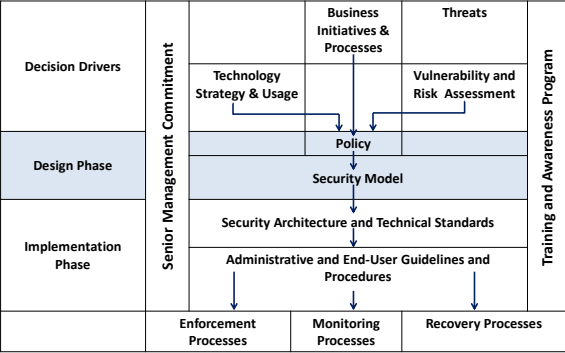 Decision Drivers
Senior Management Commitment
Business
Initiatives &
Processes
Threats
Technology
Strategy & Usage
Vulnerability and
Risk Assessment
Training and Awareness Program
Design Phase
Policy
Security Model
Implementation
Phase
Security Architecture and Technical Standards
Administrative and End-User Guidelines and
Procedures
Enforcement
Processes
Monitoring
Processes
Recovery Processes